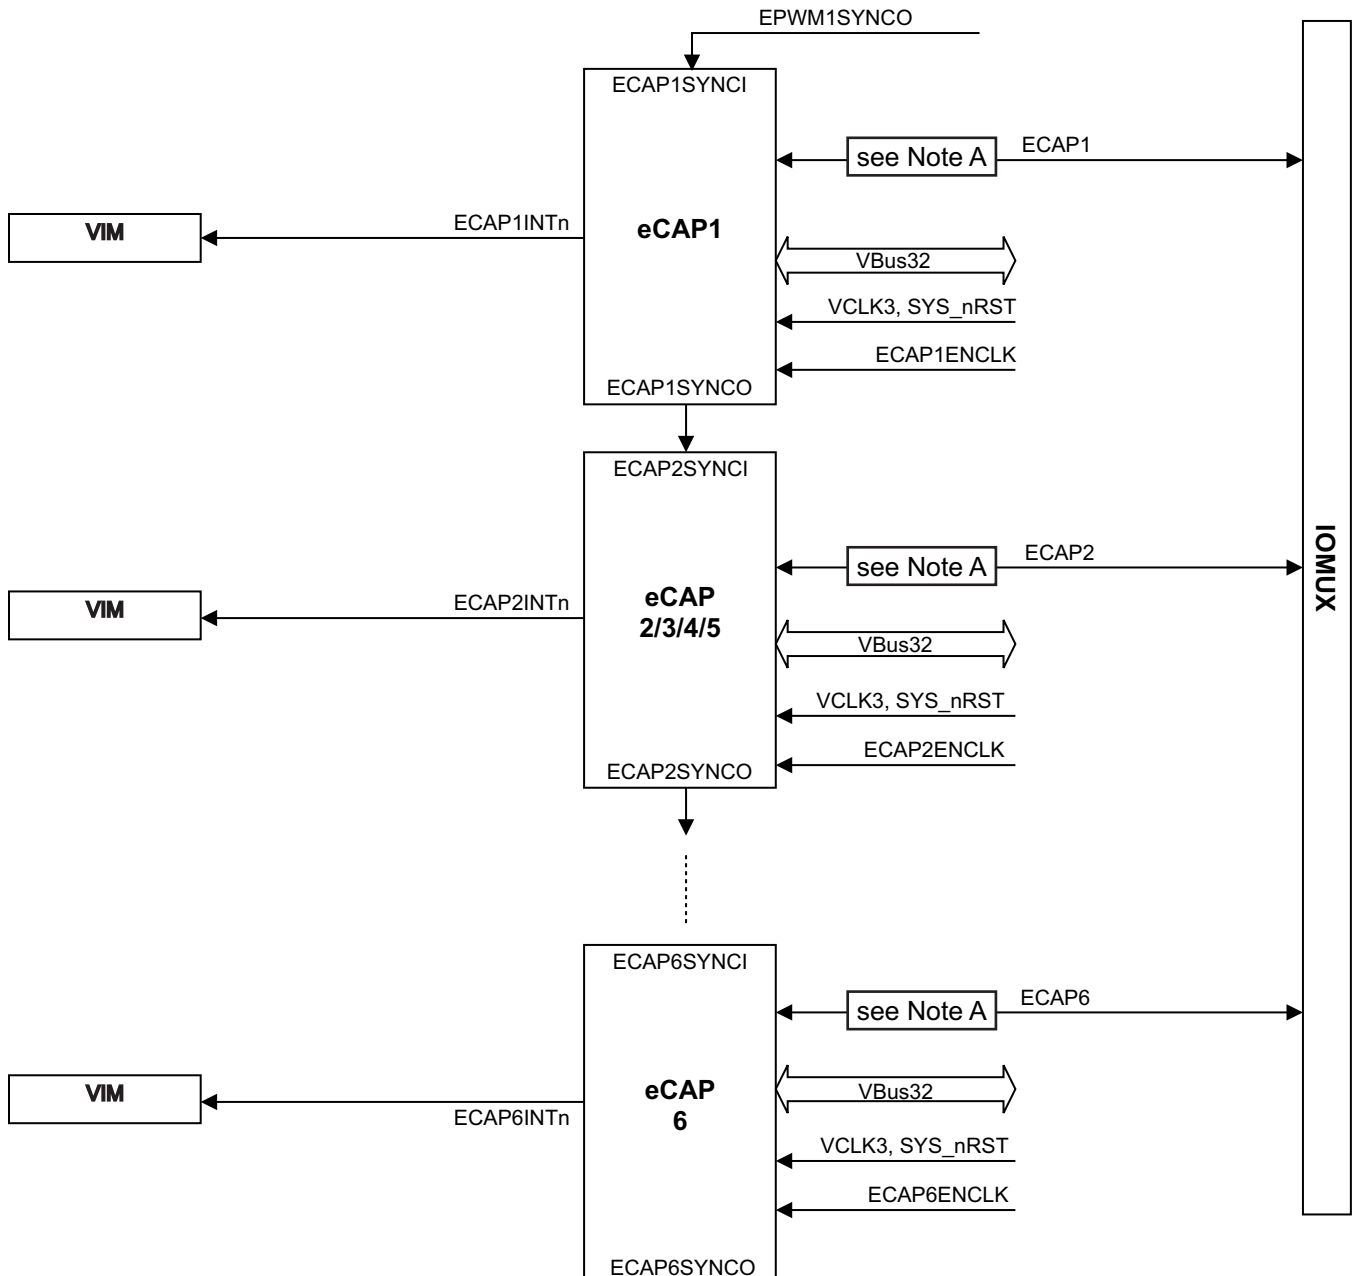 EPWM1SYNCO
ECAP1SYNCI
see Note A
ECAP1
VIM
ECAP1INTn
eCAP1
VBus32
VCLK3, SYS_nRST
ECAP1ENCLK
ECAP1SYNCO
ECAP2SYNCI
see Note A
ECAP2
IOMUX
VIM
ECAP2INTn
eCAP
2/3/4/5
VBus32
VCLK3, SYS_nRST
ECAP2ENCLK
ECAP2SYNCO
ECAP6SYNCI
see Note A
ECAP6
VIM
ECAP6INTn
eCAP
6
VBus32
VCLK3, SYS_nRST
ECAP6ENCLK
ECAP6SYNCO